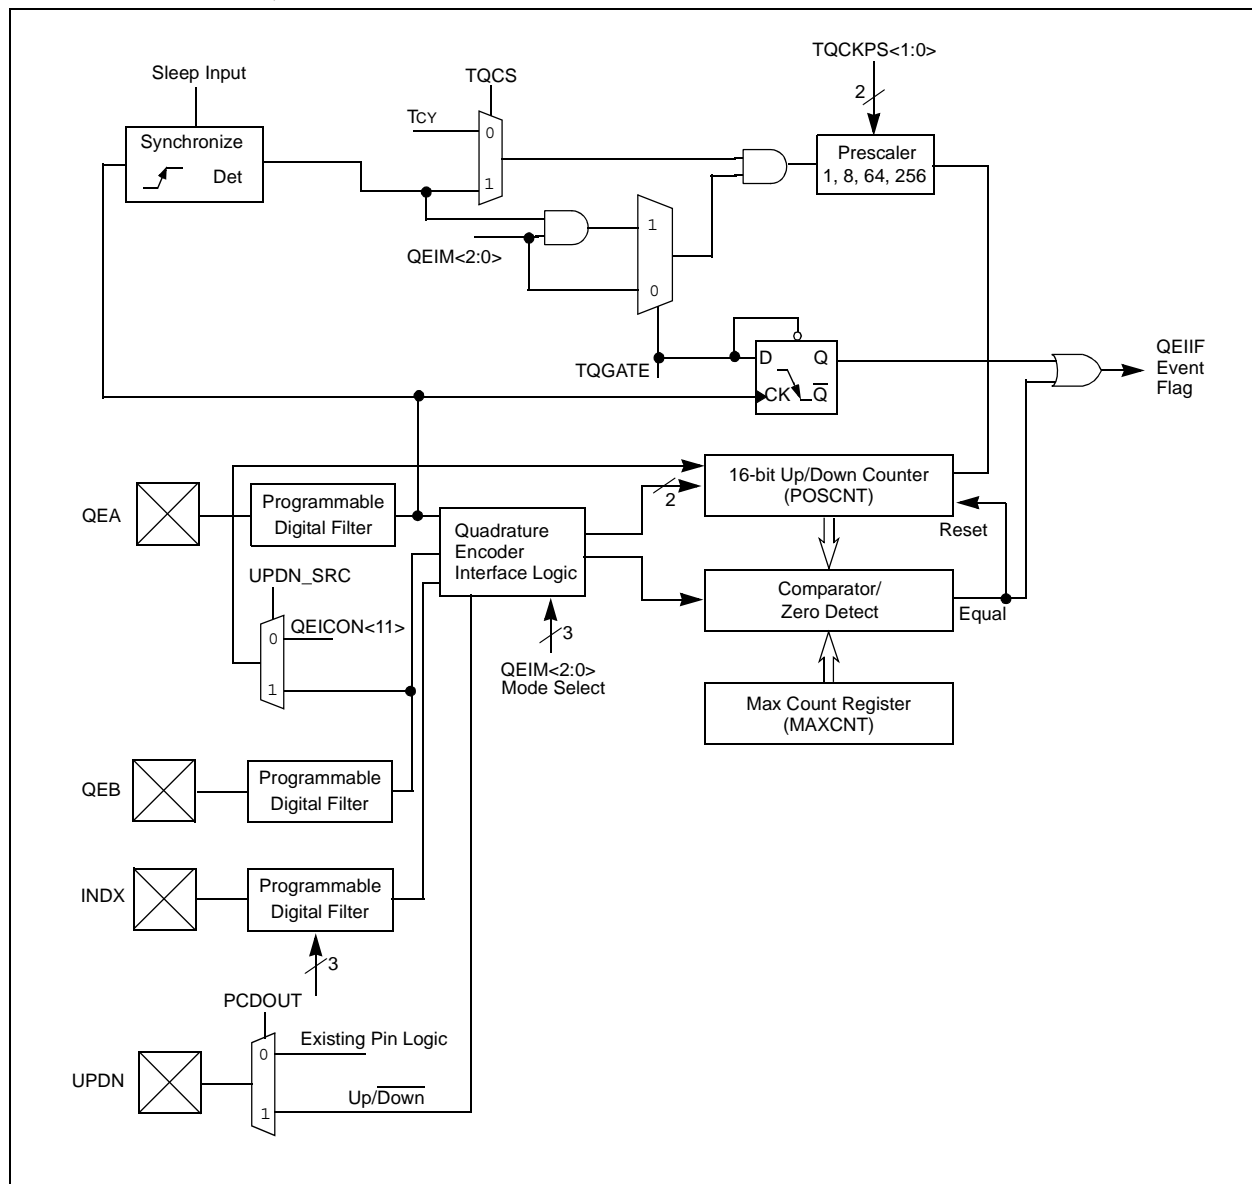 TQCKPS<1:0>
Sleep Input
TQCS
2
TCY
0
Synchronize
Det
1
Prescaler
1, 8, 64, 256
1
QEIM<2:0>
0
D Q
TQGATE
CK Q̅
QEIIF
Event
Flag
16-bit Up/Down Counter
(POSCNT)
2
Programmable
Digital Filter
QEA
Quadrature
Encoder
Interface Logic
Reset
UPDN_SRC
Comparator/
Zero Detect
Equal
0
QEICON<11>
3
1
QEIM<2:0>
Mode Select
Max Count Register
(MAXCNT)
QEB
Programmable
Digital Filter
INDX
Programmable
Digital Filter
3
PCDOUT
Existing Pin Logic
0
UPDN
Up/D̅o̅w̅n̅
1